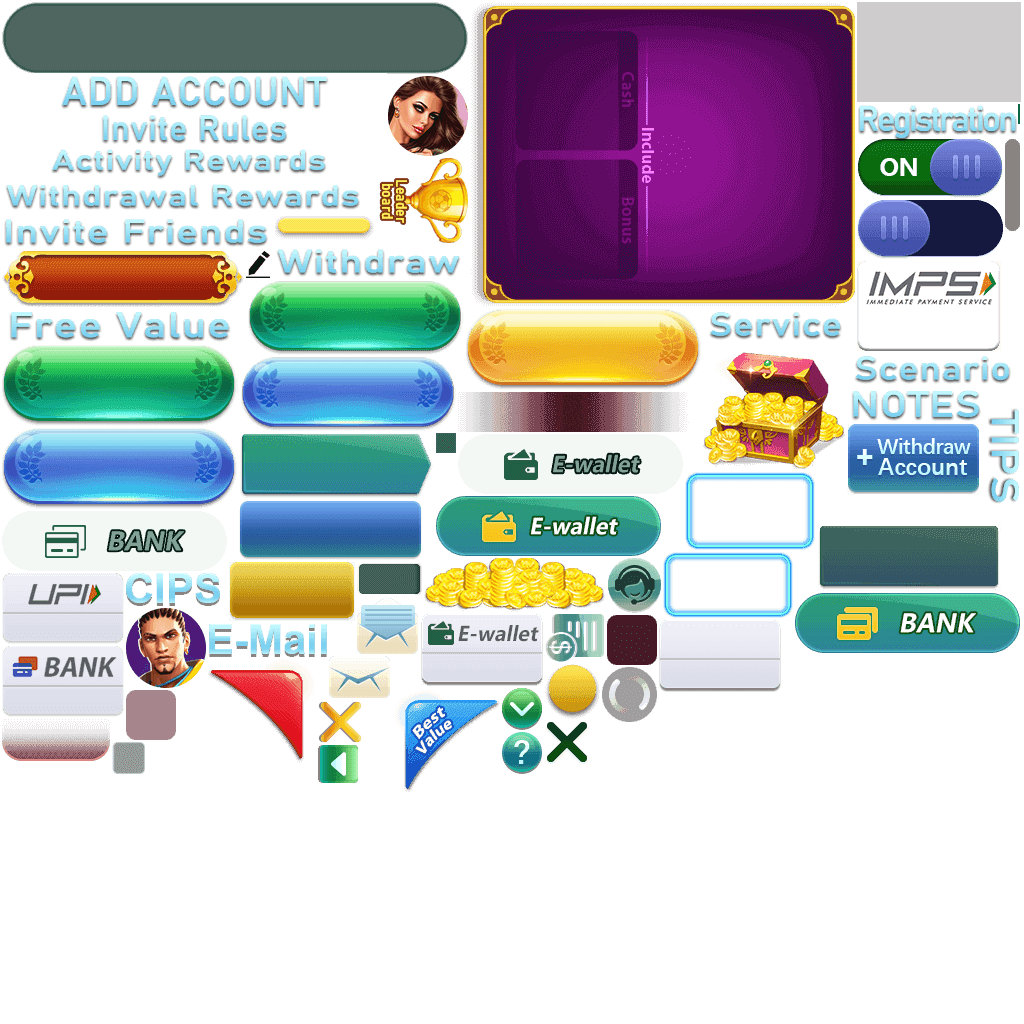 ADD ACCOUNT
Invite Rules
Activity Rewards
Withdrawal Rewards
Invite Friends
Leader
board
Withdraw
Free Value
Cash
Include
Bonus
Registration
ON
IMPS
IMMEDIATE PAYMENT SERVICE
Service
Scenario
NOTES
TIPS
+ Withdraw
Account
E-wallet
E-wallet
BANK
UPI
CIPS
E-Mail
E-wallet
BANK
BANK
Best
Value
$
?